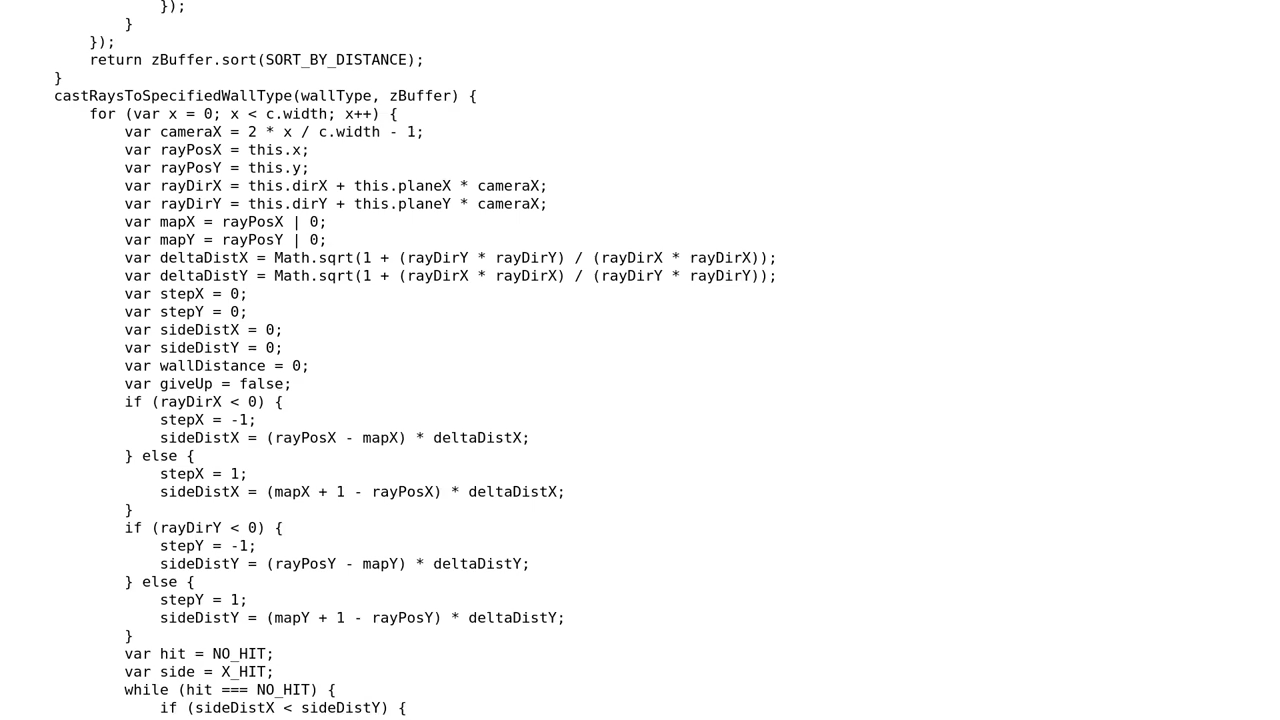 });
        }
    });
    return zBuffer.sort(SORT_BY_DISTANCE);
}
castRaysToSpecifiedWallType(wallType, zBuffer) {
    for (var x = 0; x < c.width; x++) {
        var cameraX = 2 * x / c.width - 1;
        var rayPosX = this.x;
        var rayPosY = this.y;
        var rayDirX = this.dirX + this.planeX * cameraX;
        var rayDirY = this.dirY + this.planeY * cameraX;
        var mapX = rayPosX | 0;
        var mapY = rayPosY | 0;
        var deltaDistX = Math.sqrt(1 + (rayDirY * rayDirY) / (rayDirX * rayDirX));
        var deltaDistY = Math.sqrt(1 + (rayDirX * rayDirX) / (rayDirY * rayDirY));
        var stepX = 0;
        var stepY = 0;
        var sideDistX = 0;
        var sideDistY = 0;
        var wallDistance = 0;
        var giveUp = false;
        if (rayDirX < 0) {
            stepX = -1;
            sideDistX = (rayPosX - mapX) * deltaDistX;
        } else {
            stepX = 1;
            sideDistX = (mapX + 1 - rayPosX) * deltaDistX;
        }
        if (rayDirY < 0) {
            stepY = -1;
            sideDistY = (rayPosY - mapY) * deltaDistY;
        } else {
            stepY = 1;
            sideDistY = (mapY + 1 - rayPosY) * deltaDistY;
        }
        var hit = NO_HIT;
        var side = X_HIT;
        while (hit === NO_HIT) {
            if (sideDistX < sideDistY) {